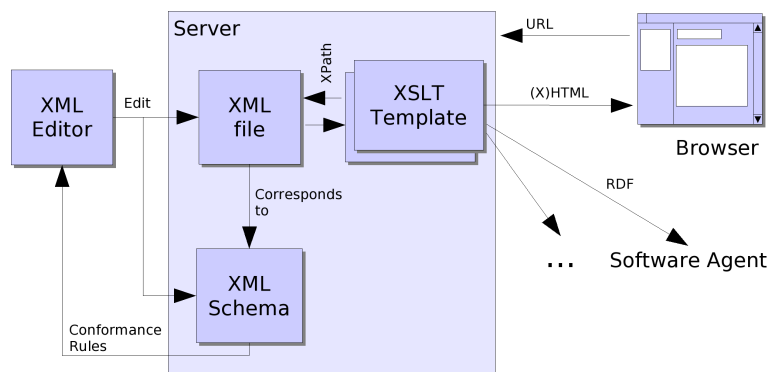 Server
URL
XML
Editor
Edit
XML
file
XPath
XSLT
Template
(X)HTML
Browser
Corresponds
to
RDF
...
Software Agent
XML
Schema
Conformance
Rules